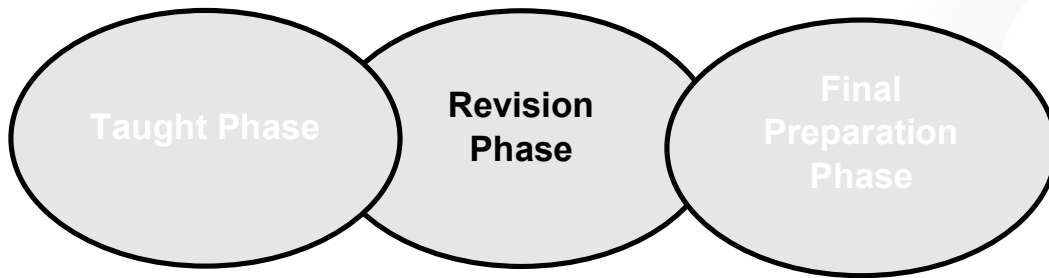 Taught Phase
Revision
Phase
Final
Preparation
Phase